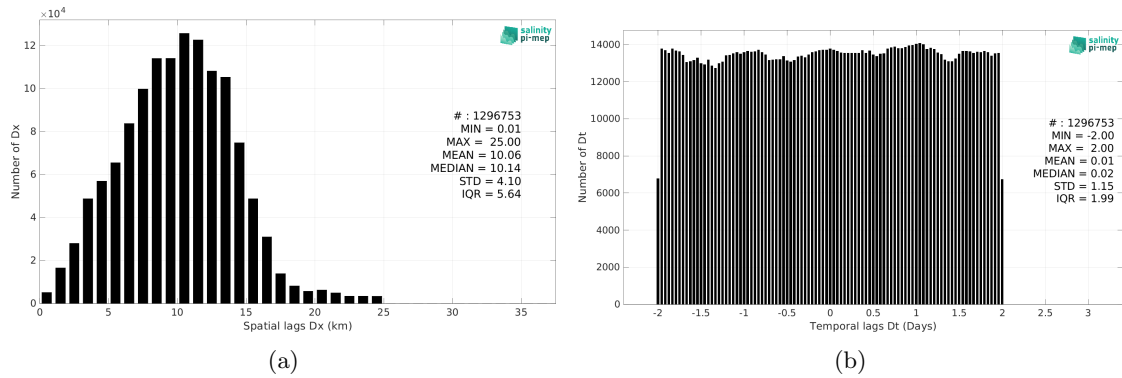 ×10⁴
12
10
8
6
4
2
0
Number of Dx
0 5 10 15 20 25 30 35
Spatial lags Dx (km)
salinity
pi-mep
# : 1296753
MIN = 0.01
MAX = 25.00
MEAN = 10.06
MEDIAN = 10.14
STD = 4.10
IQR = 5.64
(a)
14000
12000
10000
8000
6000
4000
2000
0
Number of Dt
-2 -1.5 -1 -0.5 0 0.5 1 1.5 2 2.5 3
Temporal lags Dt (Days)
salinity
pi-mep
# : 1296753
MIN = -2.00
MAX = 2.00
MEAN = 0.01
MEDIAN = 0.02
STD = 1.15
IQR = 1.99
(b)